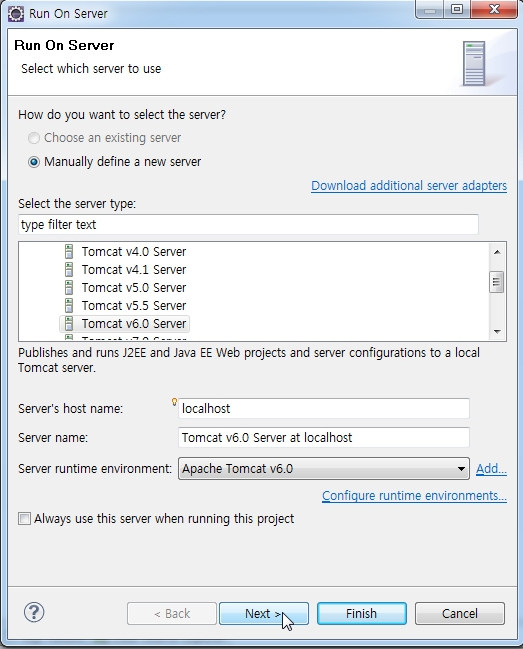 Run On Server
Run On Server
Select which server to use
How do you want to select the server?
Choose an existing server
Manually define a new server
Download additional server adapters
Select the server type:
type filter text
Tomcat v4.0 Server
Tomcat v4.1 Server
Tomcat v5.0 Server
Tomcat v5.5 Server
Tomcat v6.0 Server
Tomcat v7.0 Server
Publishes and runs J2EE and Java EE Web projects and server configurations to a local
Tomcat server.
Server's host name: localhost
Server name: Tomcat v6.0 Server at localhost
Server runtime environment: Apache Tomcat v6.0 Add...
Configure runtime environments...
Always use this server when running this project
? < Back Next > Finish Cancel